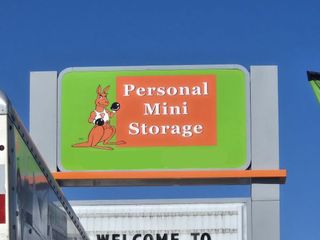 Personal
Mini
Storage
WELCOME TO